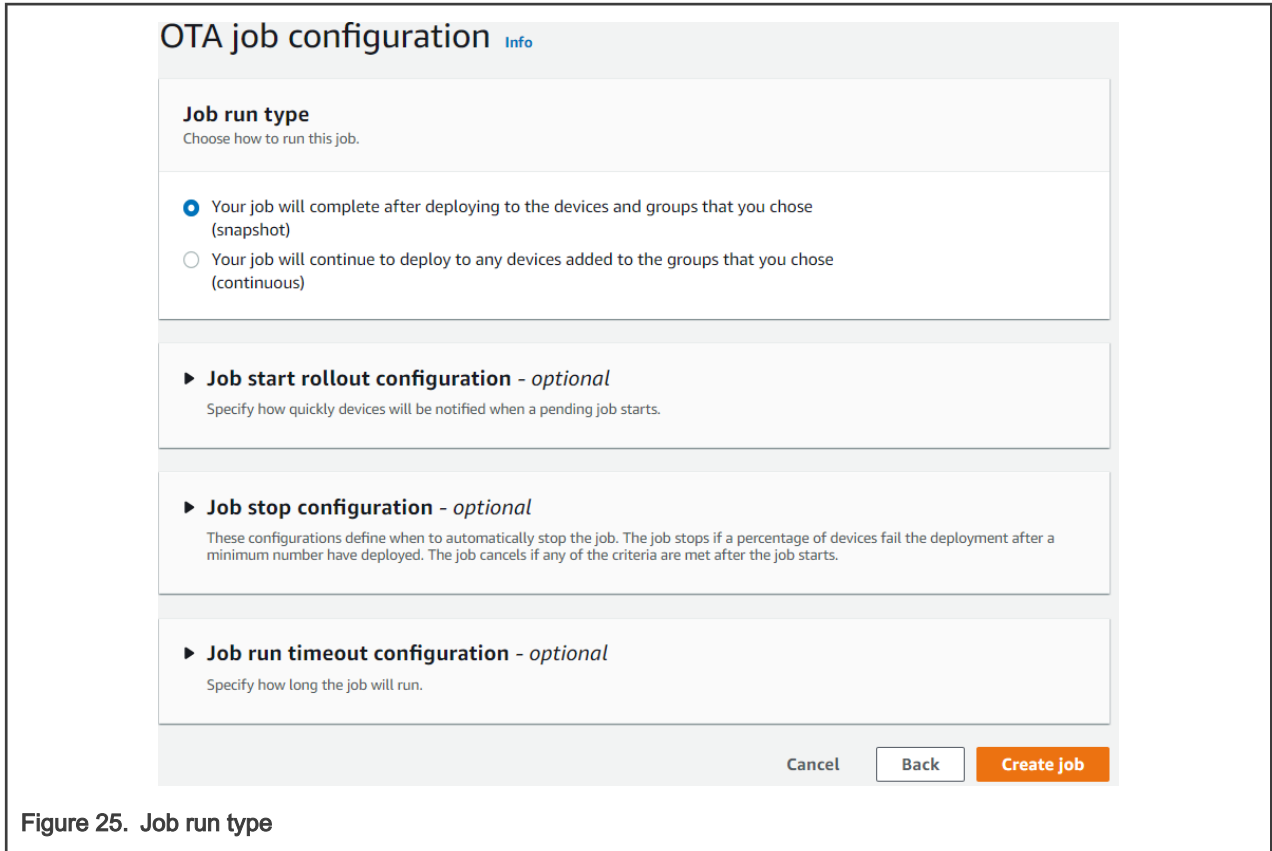 OTA job configuration Info
Job run type
Choose how to run this job.
Your job will complete after deploying to the devices and groups that you chose
(snapshot)
Your job will continue to deploy to any devices added to the groups that you chose
(continuous)
Job start rollout configuration - optional
Specify how quickly devices will be notified when a pending job starts.
Job stop configuration - optional
These configurations define when to automatically stop the job. The job stops if a percentage of devices fail the deployment after a
minimum number have deployed. The job cancels if any of the criteria are met after the job starts.
Job run timeout configuration - optional
Specify how long the job will run.
Cancel Back Create job
Figure 25. Job run type